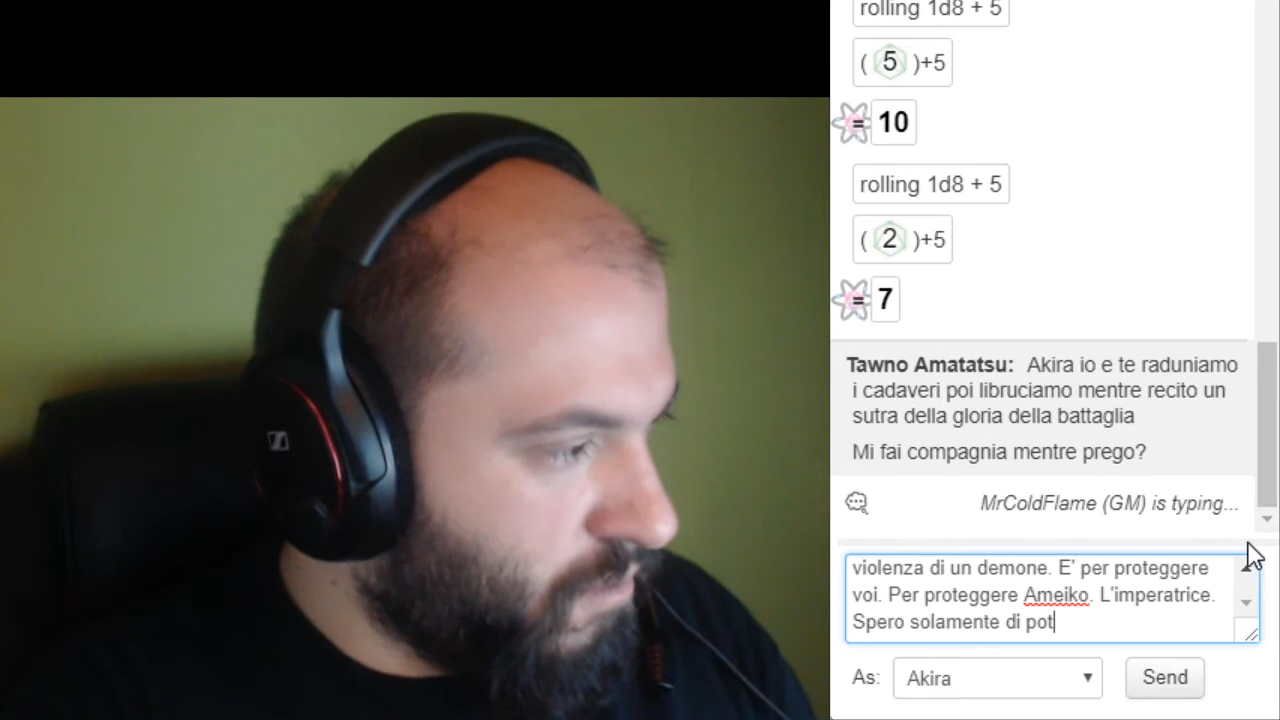 rolling 1d8 + 5
( 5 )+5
= 10
rolling 1d8 + 5
( 2 )+5
= 7
Tawno Amatatsu: Akira io e te raduniamo
i cadaveri poi libruciamo mentre recito un
sutra della gloria della battaglia
Mi fai compagnia mentre prego?
MrColdFlame (GM) is typing...
violenza di un demone. E' per proteggere
voi. Per proteggere Ameiko. L'imperatrice.
Spero solamente di pot
As: Akira Send